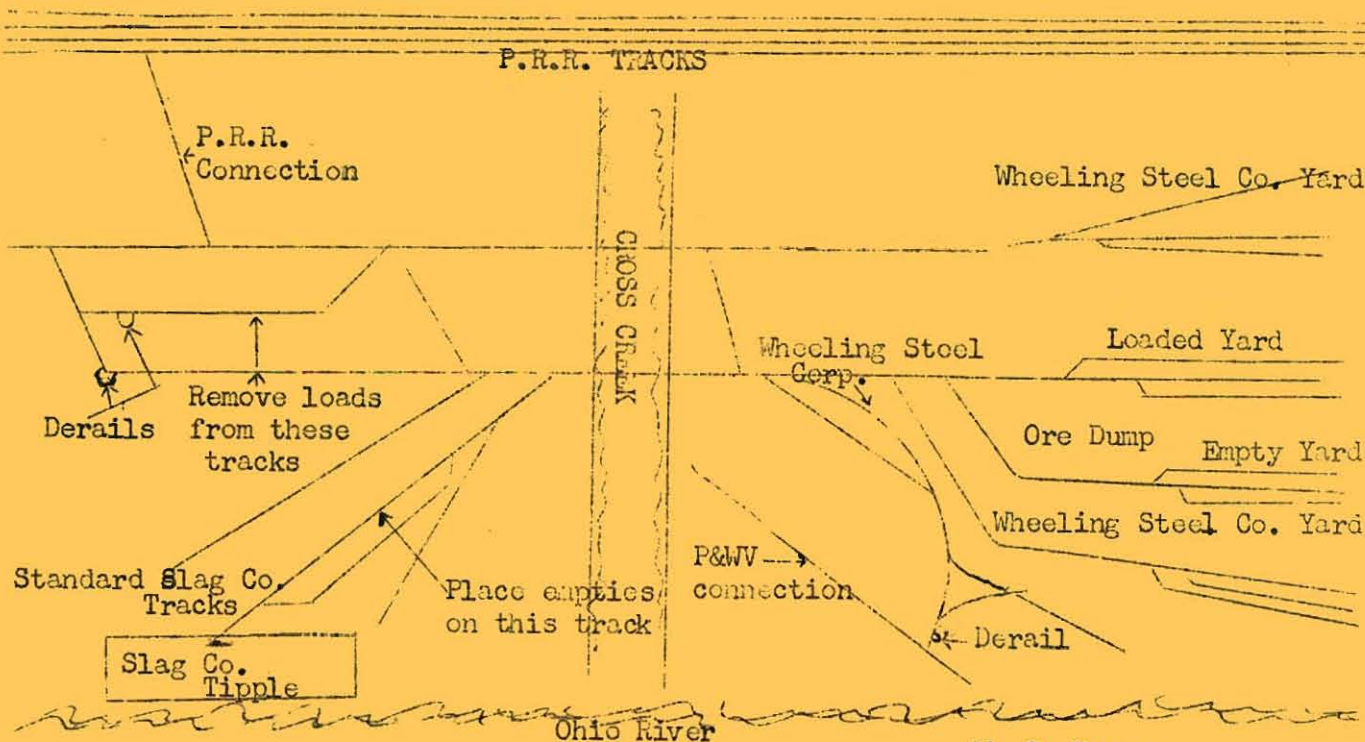 P.R.R. TRACKS
P.R.R.
Connection
Wheeling Steel Co. Yard
CROSS CREEK
Wheeling Steel
Corp.
Loaded Yard
Derails
Remove loads
from these
tracks
Ore Dump
Empty Yard
Wheeling Steel Co. Yard
Standard Slag Co.
Tracks
Place empties
on this track
P&WV
connection
Derail
Slag Co.
Tipple
Ohio River